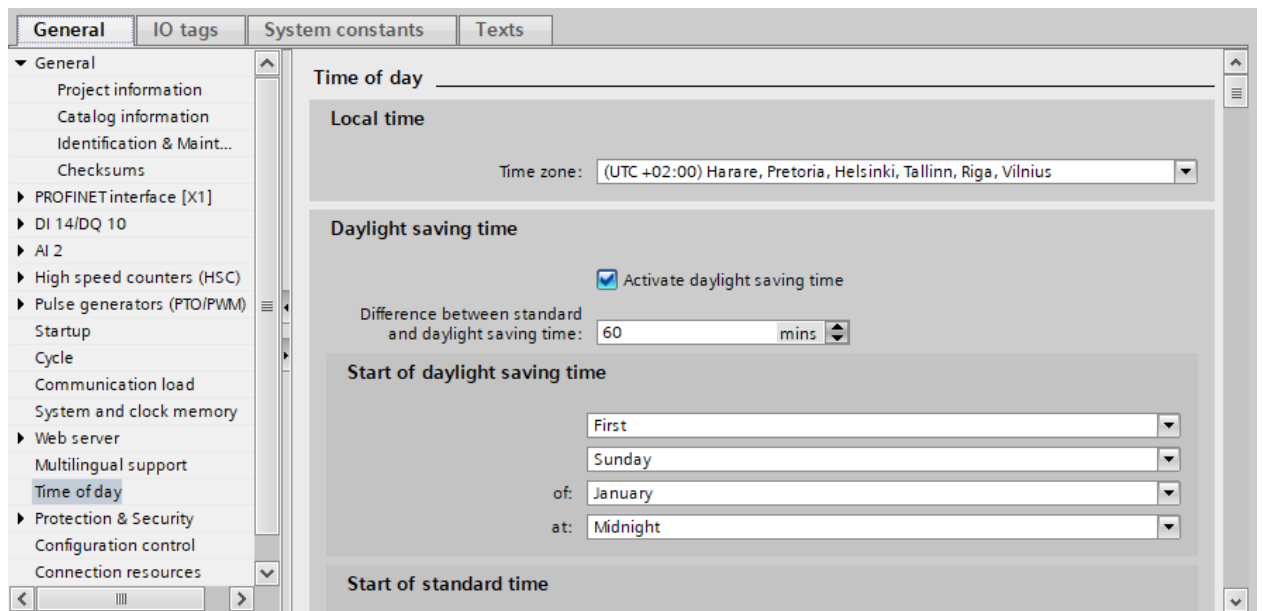 General
IO tags
System constants
Texts
General
Project information
Catalog information
Identification & Maint...
Checksums
PROFINET interface [X1]
DI 14/DQ 10
AI 2
High speed counters (HSC)
Pulse generators (PTO/PWM)
Startup
Cycle
Communication load
System and clock memory
Web server
Multilingual support
Time of day
Protection & Security
Configuration control
Connection resources
Time of day
Local time
Time zone: (UTC +02:00) Harare, Pretoria, Helsinki, Tallinn, Riga, Vilnius
Daylight saving time
Activate daylight saving time
Difference between standard
and daylight saving time: 60 mins
Start of daylight saving time
First
Sunday
of: January
at: Midnight
Start of standard time